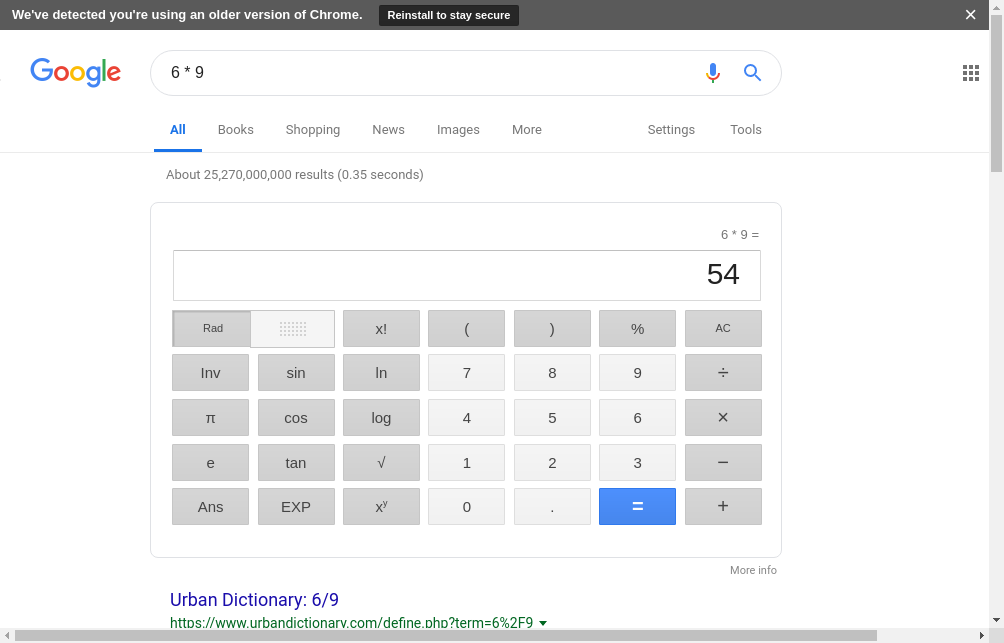 We've detected you're using an older version of Chrome. Reinstall to stay secure ×
Google 6 * 9
All Books Shopping News Images More Settings Tools
About 25,270,000,000 results (0.35 seconds)
6 * 9 =
54
Rad x! ( ) % AC
Inv sin ln 7 8 9 ÷
π cos log 4 5 6 ×
e tan √ 1 2 3 −
Ans EXP xʸ 0 . = +
More info
Urban Dictionary: 6/9
https://www.urbandictionary.com/define.php?term=6%2F9